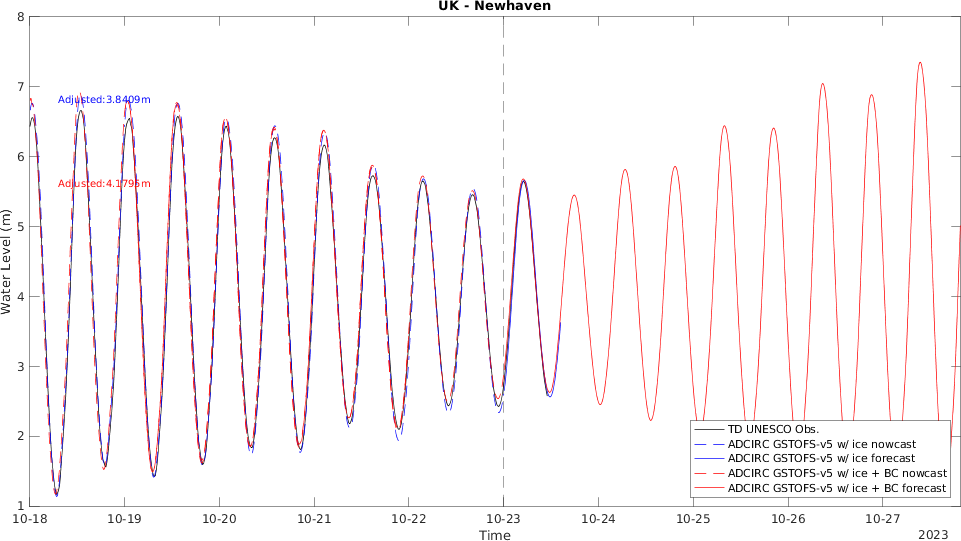 UK - Newhaven
8
7
6
5
4
3
2
1
Water Level (m)
Adjusted:3.8409m
Adjusted:4.1795m
TD UNESCO Obs.
ADCIRC GSTOFS-v5 w/ ice nowcast
ADCIRC GSTOFS-v5 w/ ice forecast
ADCIRC GSTOFS-v5 w/ ice + BC nowcast
ADCIRC GSTOFS-v5 w/ ice + BC forecast
10-18 10-19 10-20 10-21 10-22 10-23 10-24 10-25 10-26 10-27
Time
2023